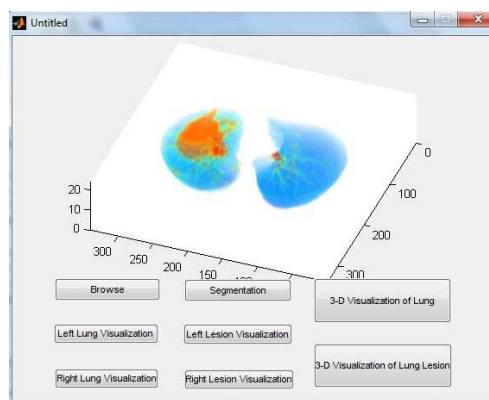 Untitled
20
10
0
300
250
200
150
0
100
200
300
Browse
Segmentation
3-D Visualization of Lung
Left Lung Visualization
Left Lesion Visualization
3-D Visualization of Lung Lesion
Right Lung Visualization
Right Lesion Visualization